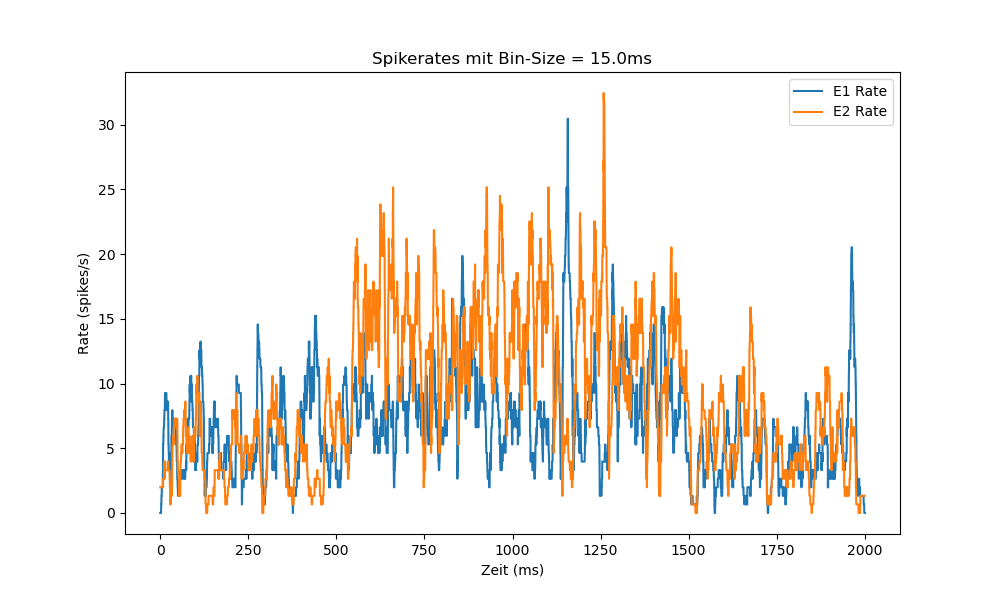 Spikerates mit Bin-Size = 15.0ms
E1 Rate
E2 Rate
30
25
20
15
10
5
0
Rate (spikes/s)
0 250 500 750 1000 1250 1500 1750 2000
Zeit (ms)